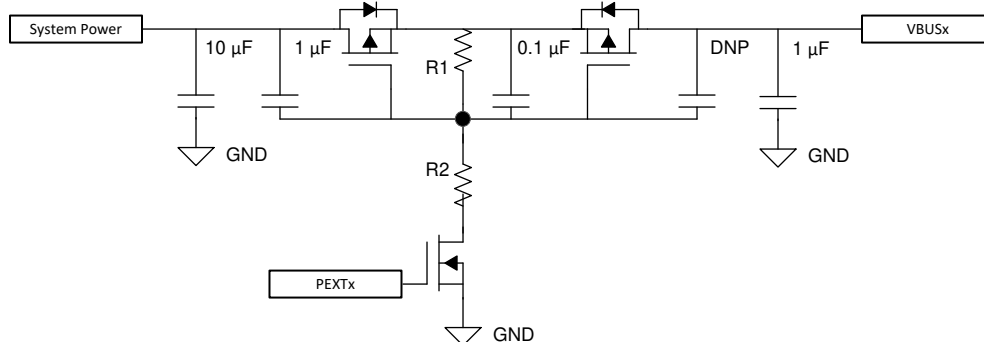 System Power
VBUSx
10 µF
1 µF
R1
0.1 µF
DNP
1 µF
GND
GND
R2
PEXTx
GND